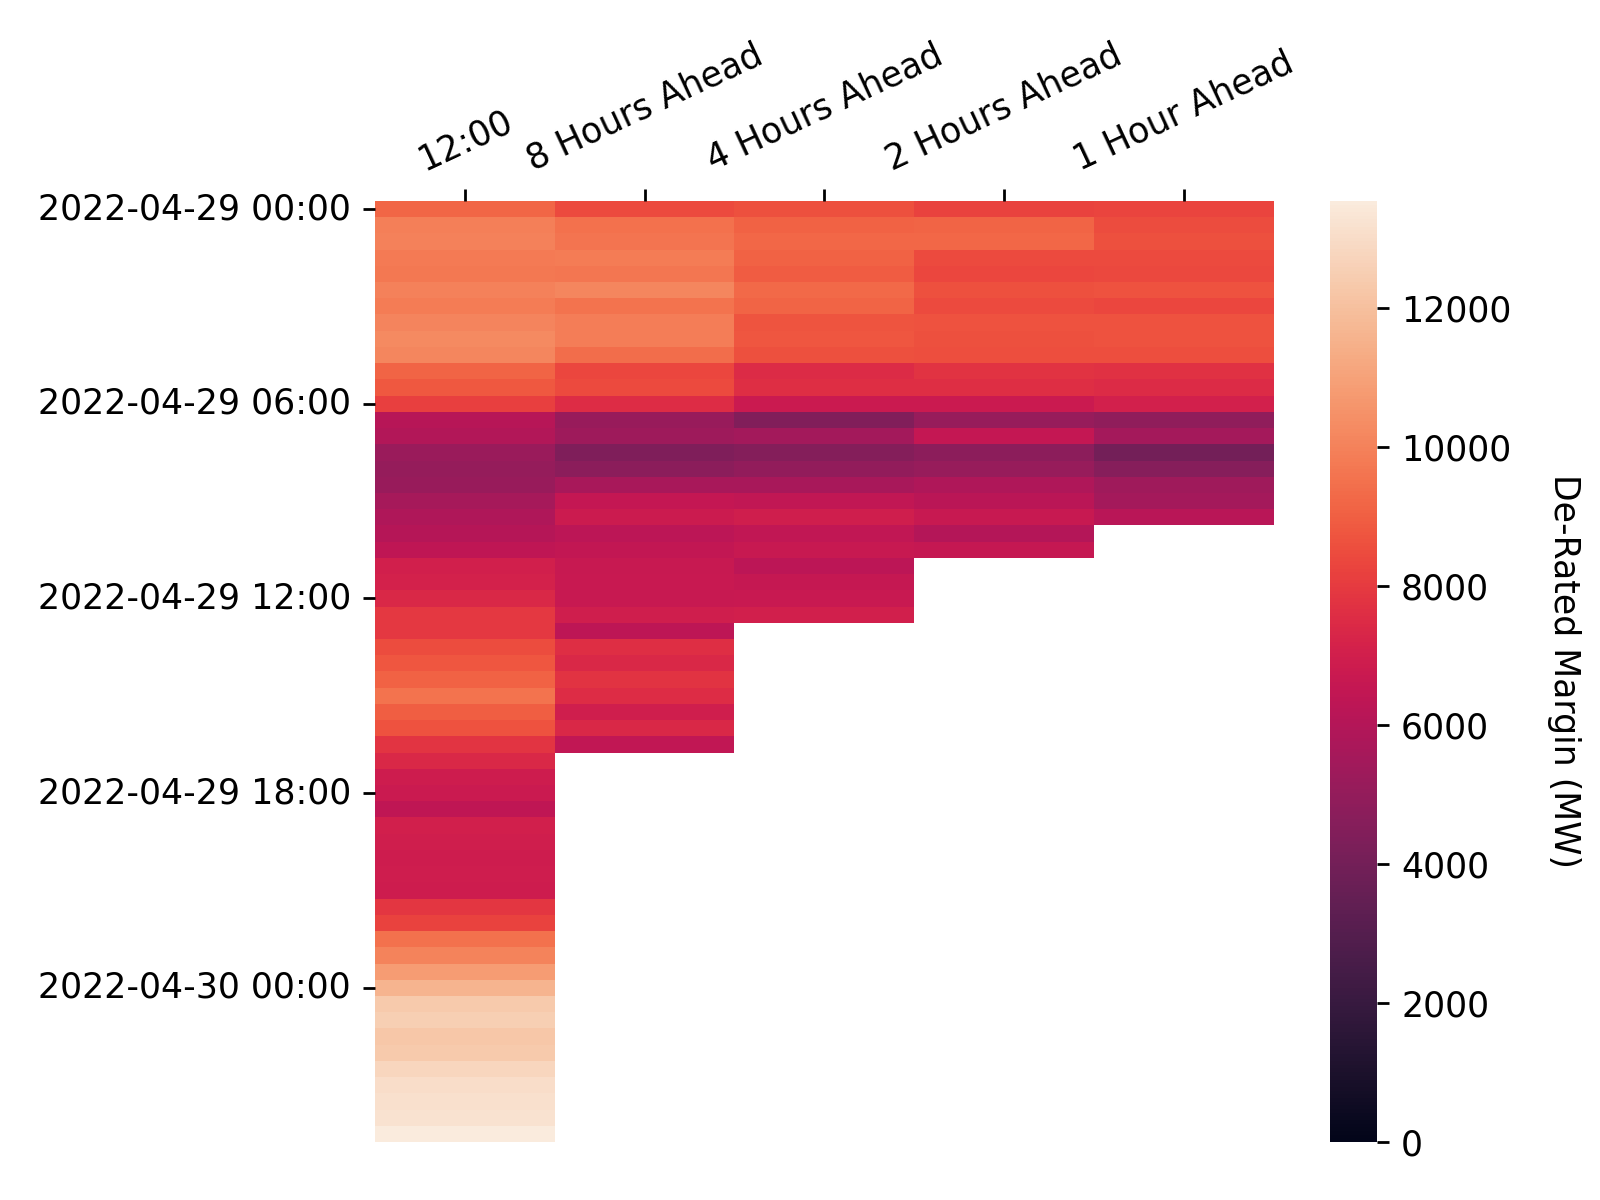 12:00
8 Hours Ahead
4 Hours Ahead
2 Hours Ahead
1 Hour Ahead
2022-04-29 00:00
2022-04-29 06:00
2022-04-29 12:00
2022-04-29 18:00
2022-04-30 00:00
12000
10000
8000
6000
4000
2000
0
De-Rated Margin (MW)